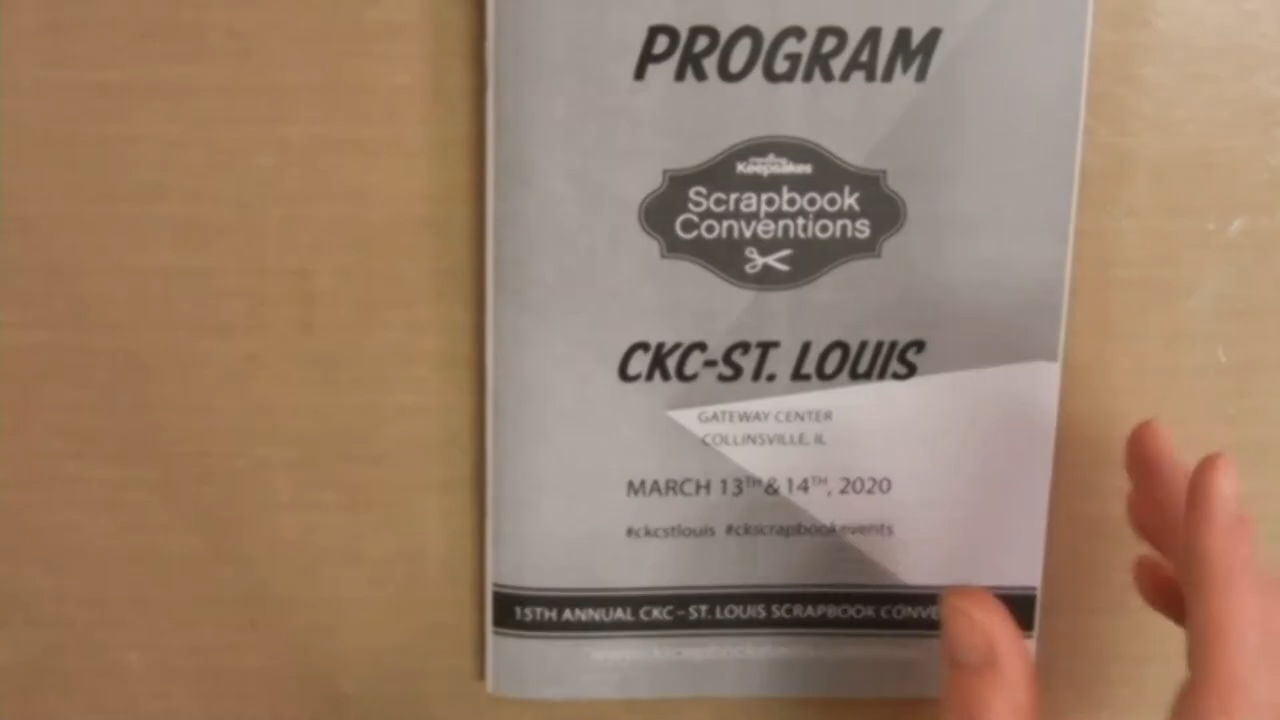 PROGRAM
Keepsakes
Scrapbook
Conventions
CKC-ST. LOUIS
GATEWAY CENTER
COLLINSVILLE, IL
MARCH 13TH & 14TH, 2020
#ckcstlouis #ckscrapbookevents
15TH ANNUAL CKC - ST. LOUIS SCRAPBOOK